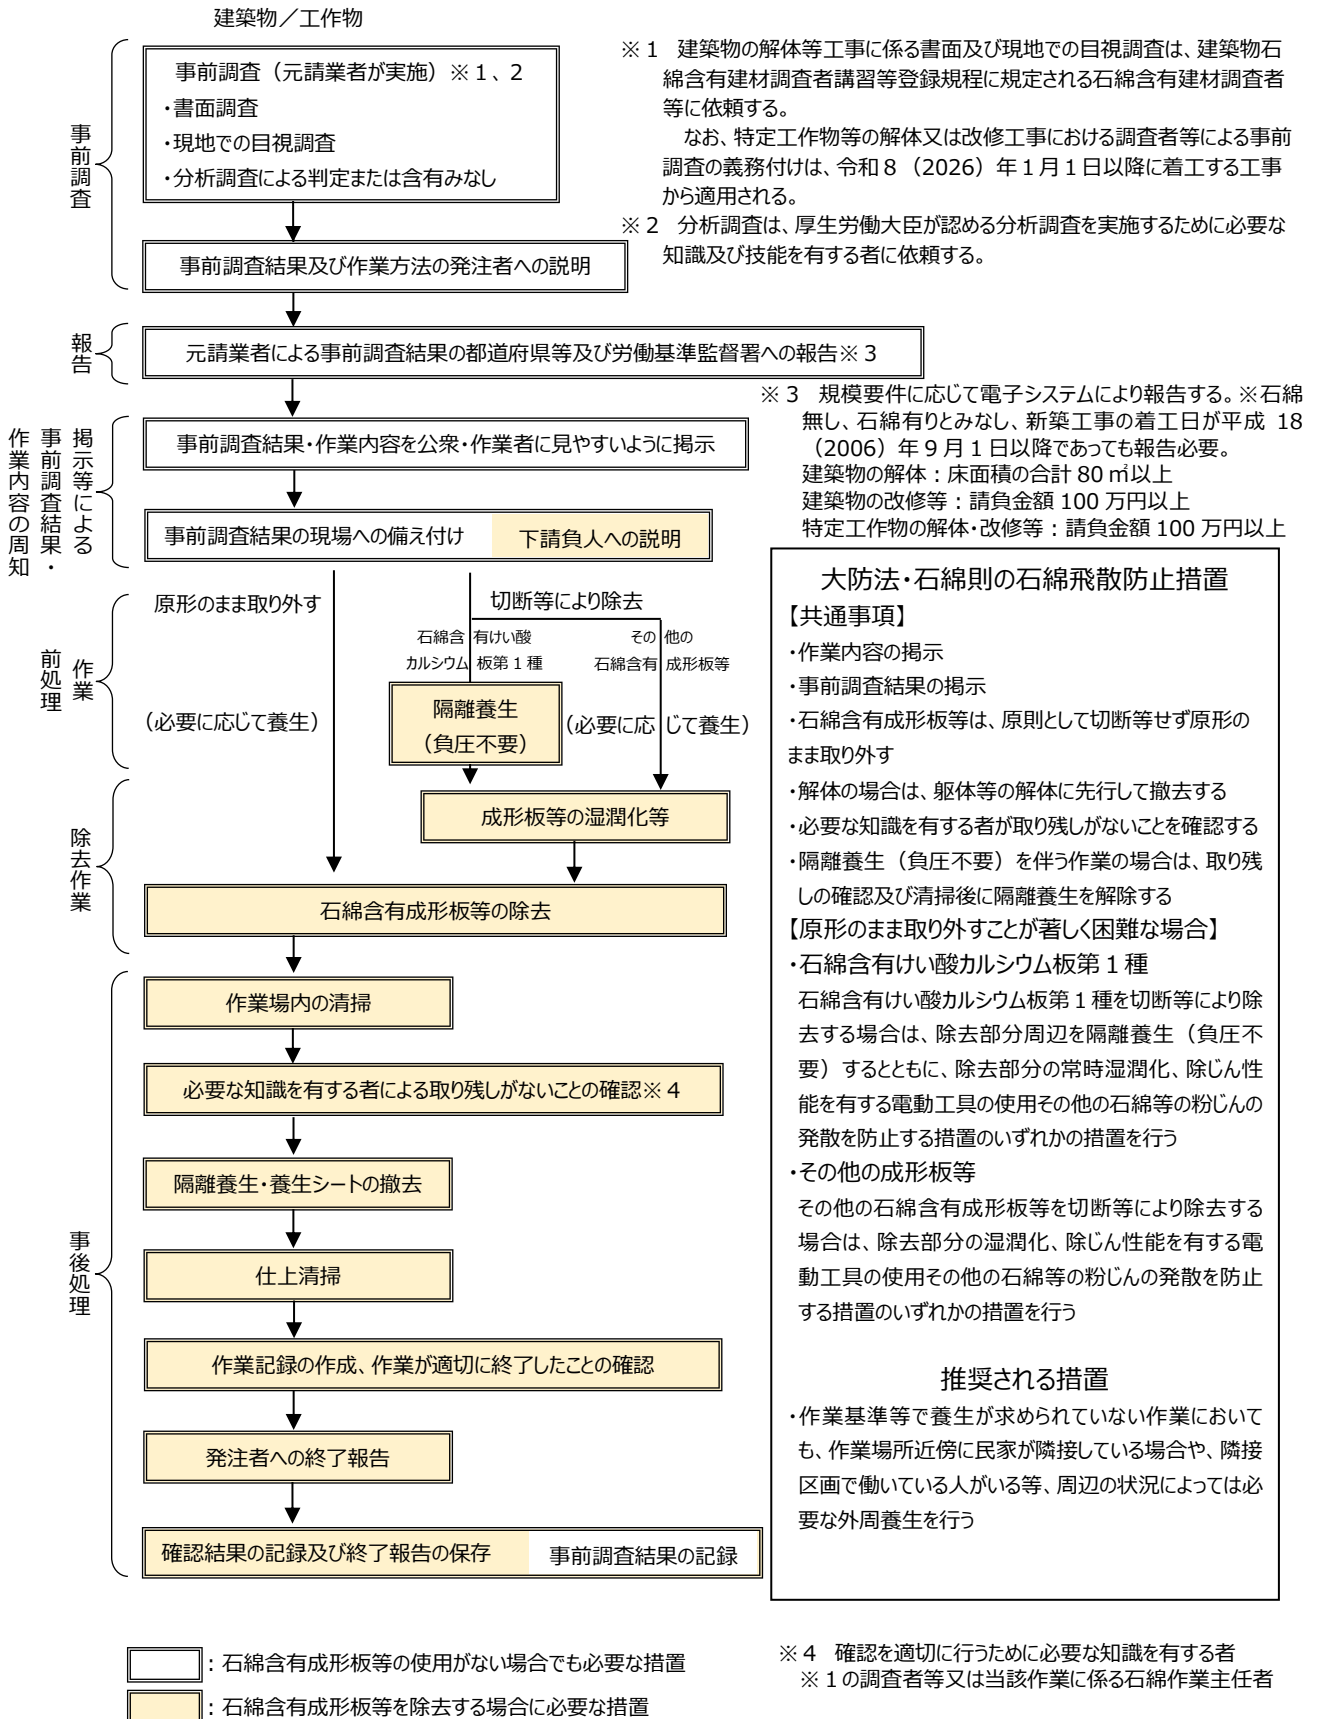 建築物／工作物
事前調査（元請業者が実施）※１、２
・書面調査
・現地での目視調査
・分析調査による判定または含有みなし
事前調査
事前調査結果及び作業方法の発注者への説明
※１　建築物の解体等工事に係る書面及び現地での目視調査は、建築物石
綿含有建材調査者講習等登録規程に規定される石綿含有建材調査者
等に依頼する。
なお、特定工作物等の解体又は改修工事における調査者等による事前
調査の義務付けは、令和８（2026）年１月１日以降に着工する工事
から適用される。
※２　分析調査は、厚生労働大臣が認める分析調査を実施するために必要な
知識及び技能を有する者に依頼する。
報告
元請業者による事前調査結果の都道府県等及び労働基準監督署への報告※３
※３　規模要件に応じて電子システムにより報告する。※石綿
無し、石綿有りとみなし、新築工事の着工日が平成 18
（2006）年９月１日以降であっても報告必要。
建築物の解体：床面積の合計 80 ㎡以上
建築物の改修等：請負金額 100 万円以上
特定工作物の解体・改修等：請負金額 100 万円以上
掲示等による
事前調査結果・
作業内容の周知
事前調査結果・作業内容を公衆・作業者に見やすいように掲示
事前調査結果の現場への備え付け
下請負人への説明
作業
前処理
原形のまま取り外す
切断等により除去
石綿含有けい酸
カルシウム板第１種
その他の
石綿含有成形板等
（必要に応じて養生）
隔離養生
（負圧不要）
（必要に応じて養生）
成形板等の湿潤化等
除去作業
石綿含有成形板等の除去
事後処理
作業場内の清掃
必要な知識を有する者による取り残しがないことの確認※４
隔離養生・養生シートの撤去
仕上清掃
作業記録の作成、作業が適切に終了したことの確認
発注者への終了報告
確認結果の記録及び終了報告の保存
事前調査結果の記録
大防法・石綿則の石綿飛散防止措置
【共通事項】
・作業内容の掲示
・事前調査結果の掲示
・石綿含有成形板等は、原則として切断等せず原形の
まま取り外す
・解体の場合は、躯体等の解体に先行して撤去する
・必要な知識を有する者が取り残しがないことを確認する
・隔離養生（負圧不要）を伴う作業の場合は、取り残
しの確認及び清掃後に隔離養生を解除する
【原形のまま取り外すことが著しく困難な場合】
・石綿含有けい酸カルシウム板第１種
石綿含有けい酸カルシウム板第１種を切断等により除
去する場合は、除去部分周辺を隔離養生（負圧不
要）するとともに、除去部分の常時湿潤化、除じん性
能を有する電動工具の使用その他の石綿等の粉じんの
発散を防止する措置のいずれかの措置を行う
・その他の成形板等
その他の石綿含有成形板等を切断等により除去する
場合は、除去部分の湿潤化、除じん性能を有する電
動工具の使用その他の石綿等の粉じんの発散を防止
する措置のいずれかの措置を行う
推奨される措置
・作業基準等で養生が求められていない作業において
も、作業場所近傍に民家が隣接している場合や、隣接
区画で働いている人がいる等、周辺の状況によっては必
要な外周養生を行う
：石綿含有成形板等の使用がない場合でも必要な措置
：石綿含有成形板等を除去する場合に必要な措置
※４　確認を適切に行うために必要な知識を有する者
※１の調査者等又は当該作業に係る石綿作業主任者